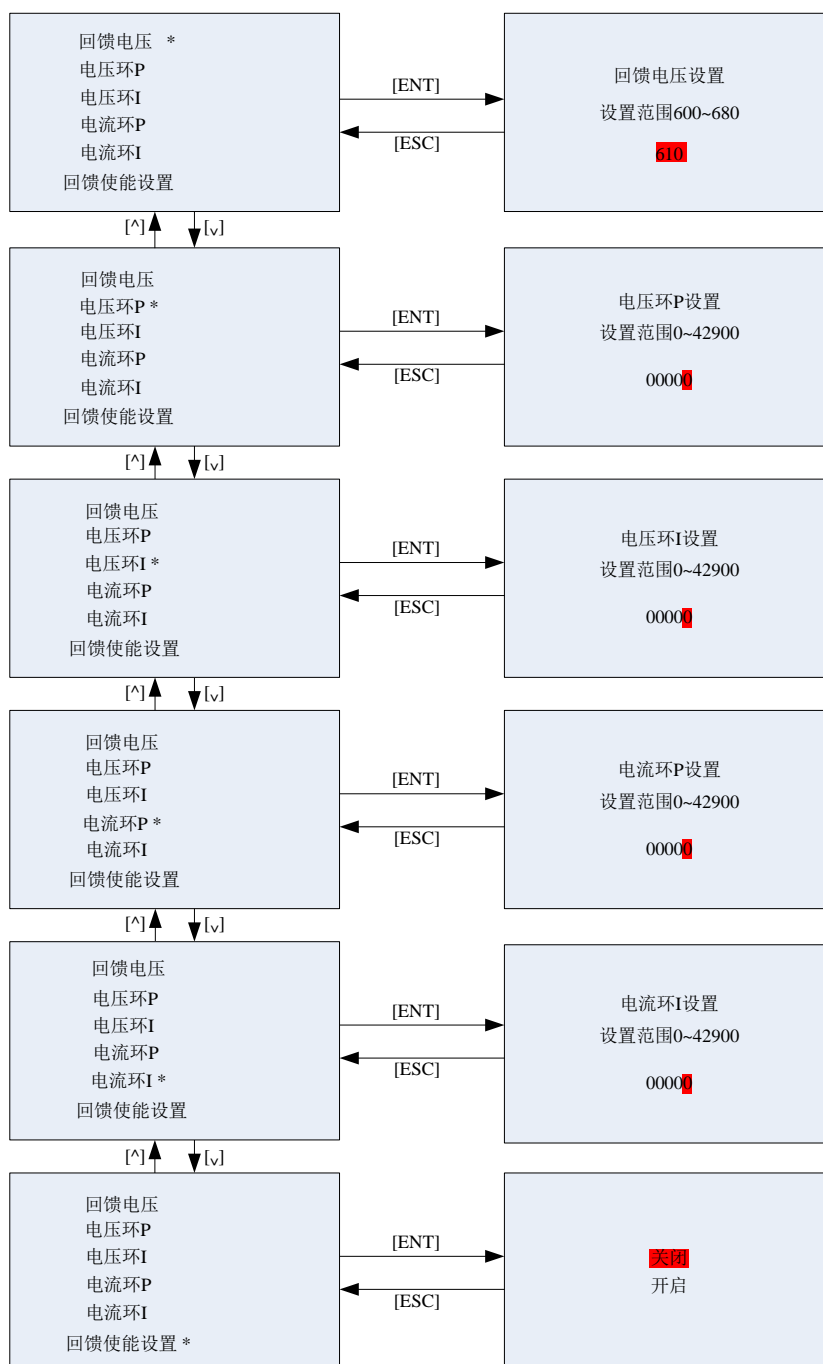 回馈电压 *
电压环P
电压环I
电流环P
电流环I
回馈使能设置
[ENT]
[ESC]
回馈电压设置
设置范围600~680
610
[^]
[v]
回馈电压
电压环P *
电压环I
电流环P
电流环I
回馈使能设置
[ENT]
[ESC]
电压环P设置
设置范围0~42900
00000
[^]
[v]
回馈电压
电压环P
电压环I *
电流环P
电流环I
回馈使能设置
[ENT]
[ESC]
电压环I设置
设置范围0~42900
00000
[^]
[v]
回馈电压
电压环P
电压环I
电流环P *
电流环I
回馈使能设置
[ENT]
[ESC]
电流环P设置
设置范围0~42900
00000
[^]
[v]
回馈电压
电压环P
电压环I
电流环P
电流环I *
回馈使能设置
[ENT]
[ESC]
电流环I设置
设置范围0~42900
00000
[^]
[v]
回馈电压
电压环P
电压环I
电流环P
电流环I
回馈使能设置 *
[ENT]
[ESC]
关闭
开启